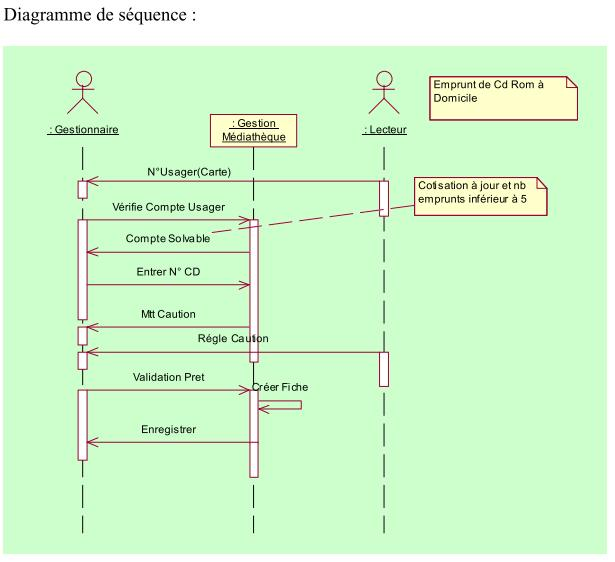 Diagramme de séquence :
Emprunt de Cd Rom à
Domicile
: Gestionnaire
: Gestion
Médiathèque
: Lecteur
N°Usager(Carte)
Cotisation à jour et nb
emprunts inférieur à 5
Vérifie Compte Usager
Compte Solvable
Entrer N° CD
Mtt Caution
Régle Caution
Validation Pret
Créer Fiche
Enregistrer